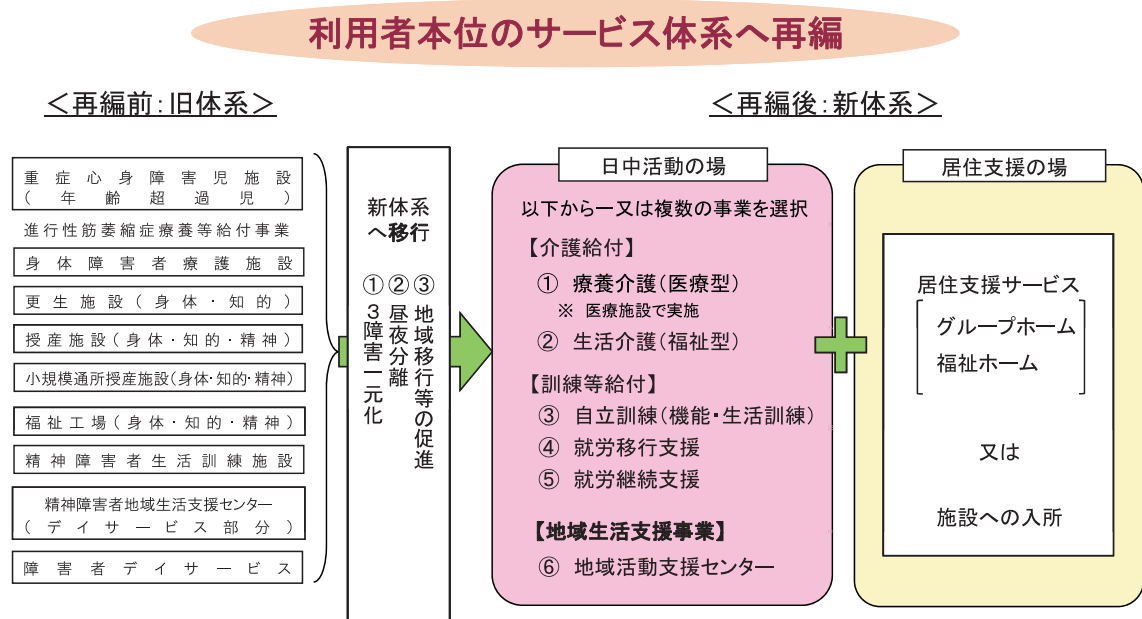 利用者本位のサービス体系へ再編
＜再編前：旧体系＞
重症心身障害児施設
（年齢超過児）
進行性筋萎縮症療養等給付事業
身体障害者療護施設
更生施設（身体・知的）
授産施設（身体・知的・精神）
小規模通所授産施設（身体・知的・精神）
福祉工場（身体・知的・精神）
精神障害者生活訓練施設
精神障害者地域生活支援センター
（デイサービス部分）
障害者デイサービス
新体系
へ移行
①３障害一元化
②昼夜分離
③地域移行等の促進
＜再編後：新体系＞
日中活動の場
以下から一又は複数の事業を選択
【介護給付】
① 療養介護（医療型）
※ 医療施設で実施
② 生活介護（福祉型）
【訓練等給付】
③ 自立訓練（機能・生活訓練）
④ 就労移行支援
⑤ 就労継続支援
【地域生活支援事業】
⑥ 地域活動支援センター
居住支援の場
居住支援サービス
グループホーム
福祉ホーム
又は
施設への入所